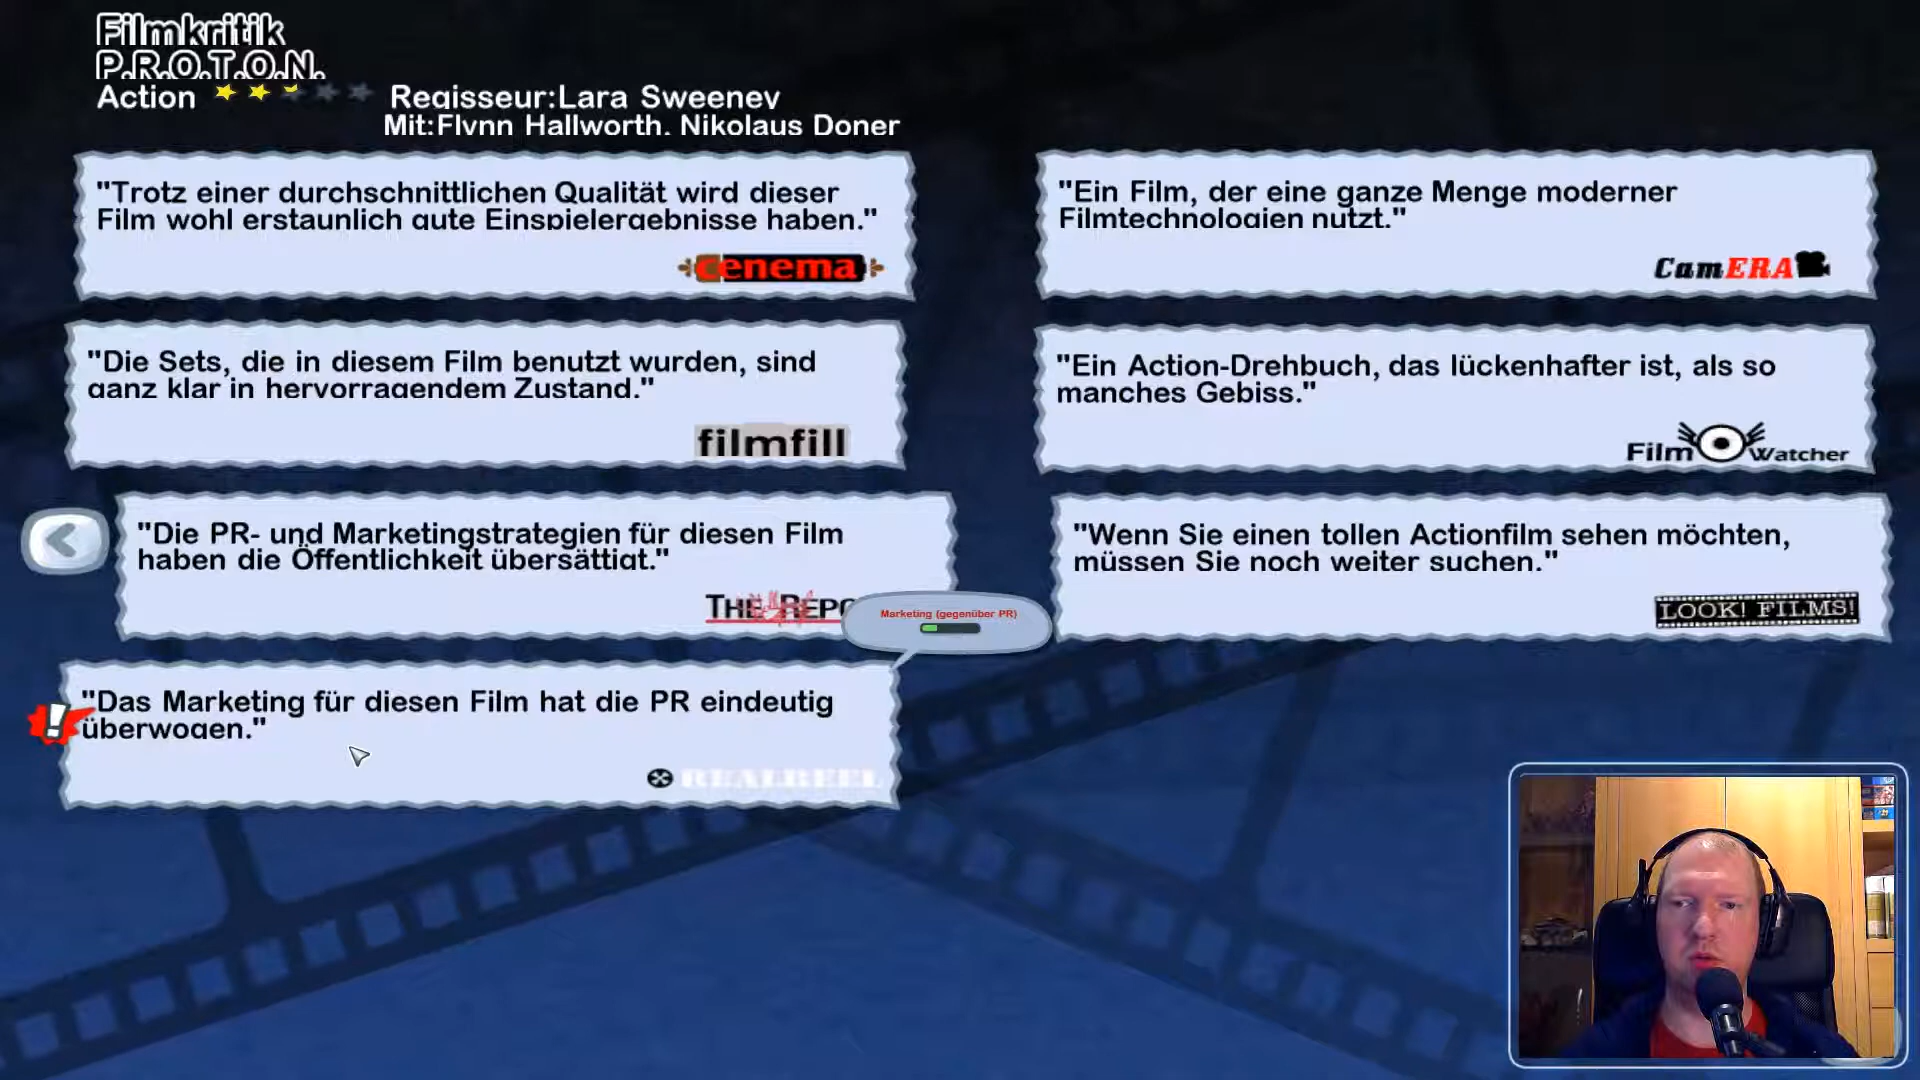 Filmkritik
P.R.O.T.O.N.
Action
Regisseur:Lara Sweeney
Mit:Flynn Hallworth, Nikolaus Doner
"Trotz einer durchschnittlichen Qualität wird dieser
Film wohl erstaunlich gute Einspielergebnisse haben."
cenema
"Ein Film, der eine ganze Menge moderner
Filmtechnologien nutzt."
CamERA
"Die Sets, die in diesem Film benutzt wurden, sind
ganz klar in hervorragendem Zustand."
filmfill
"Ein Action-Drehbuch, das lückenhafter ist, als so
manches Gebiss."
Film Watcher
"Die PR- und Marketingstrategien für diesen Film
haben die Öffentlichkeit übersättigt."
THE
"Wenn Sie einen tollen Actionfilm sehen möchten,
müssen Sie noch weiter suchen."
LOOK! FILMS!
Marketing (gegenüber PR)
"Das Marketing für diesen Film hat die PR eindeutig
überwogen."
REALREEL